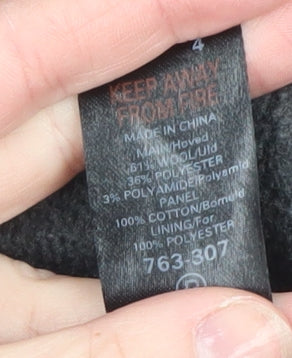 4
KEEP AWAY
FROM FIRE
MADE IN CHINA
Main/Hoved
61% WOOL/Uld
36% POLYESTER
3% POLYAMIDE/Polyamid
PANEL
100% COTTON/Bomuld
LINING/For
100% POLYESTER
763-307
P